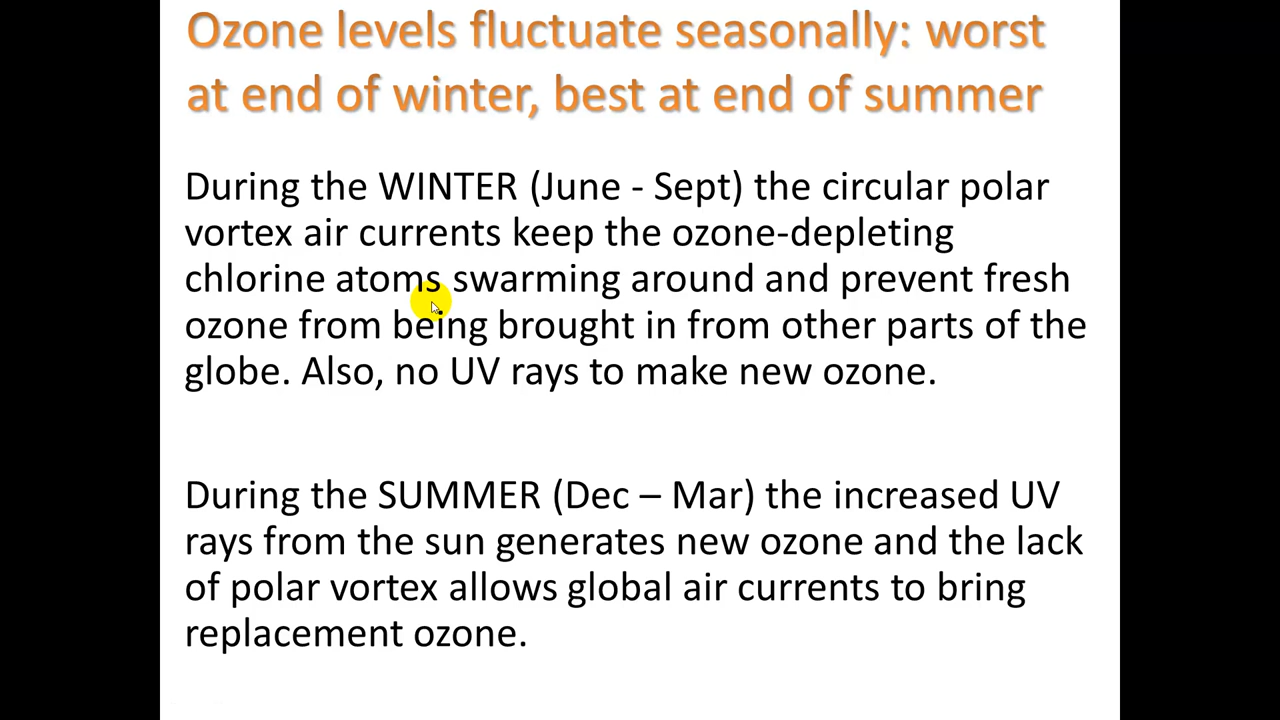 Ozone levels fluctuate seasonally: worst
at end of winter, best at end of summer
During the WINTER (June - Sept) the circular polar
vortex air currents keep the ozone-depleting
chlorine atoms swarming around and prevent fresh
ozone from being brought in from other parts of the
globe. Also, no UV rays to make new ozone.
During the SUMMER (Dec – Mar) the increased UV
rays from the sun generates new ozone and the lack
of polar vortex allows global air currents to bring
replacement ozone.